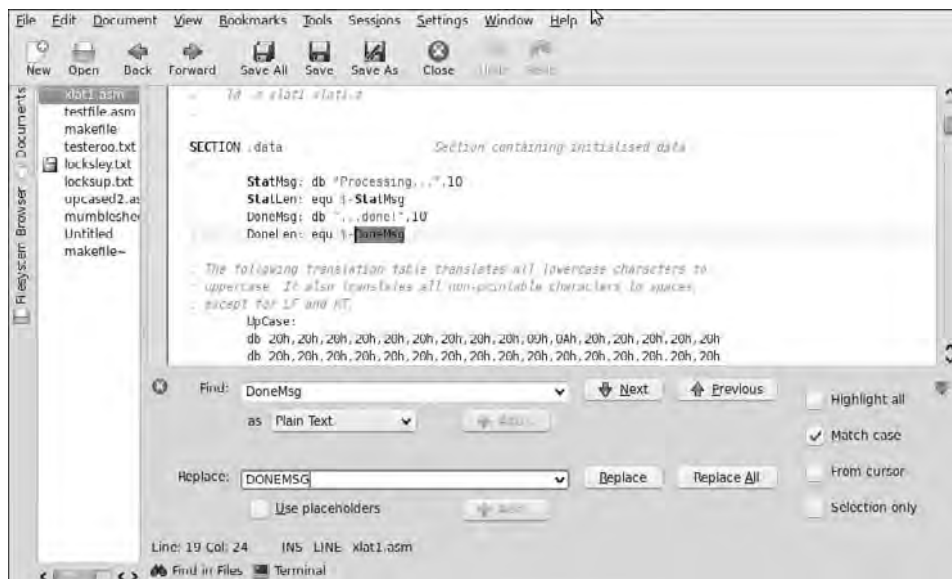 File Edit Document View Bookmarks Tools Sessions Settings Window Help
New Open Back Forward Save All Save Save As Close Undo Redo
Documents
Filesystem Browser
xlat1.asm
testfile.asm
makefile
testeroo.txt
locksley.txt
locksup.txt
upcased2.as
mumbleshe
Untitled
makefile~
ld -o xlat1 xlat1.o
SECTION .data Section containing initialised data
StatMsg: db "Processing...",10
StatLen: equ $-StatMsg
DoneMsg: db "...done!",10
DoneLen: equ $-DoneMsg
; The following translation table translates all lowercase characters to
; uppercase. It also translates all non-printable characters to spaces,
; except for LF and HT.
UpCase:
db 20h,20h,20h,20h,20h,20h,20h,20h,20h,09h,0Ah,20h,20h,20h,20h,20h
db 20h,20h,20h,20h,20h,20h,20h,20h,20h,20h,20h,20h,20h,20h,20h,20h
Find: DoneMsg Next Previous
as Plain Text Add...
Replace: DONEMSG Replace Replace All
Use placeholders Add...
Highlight all
Match case
From cursor
Selection only
Line: 19 Col: 24 INS LINE xlat1.asm
Find in Files Terminal